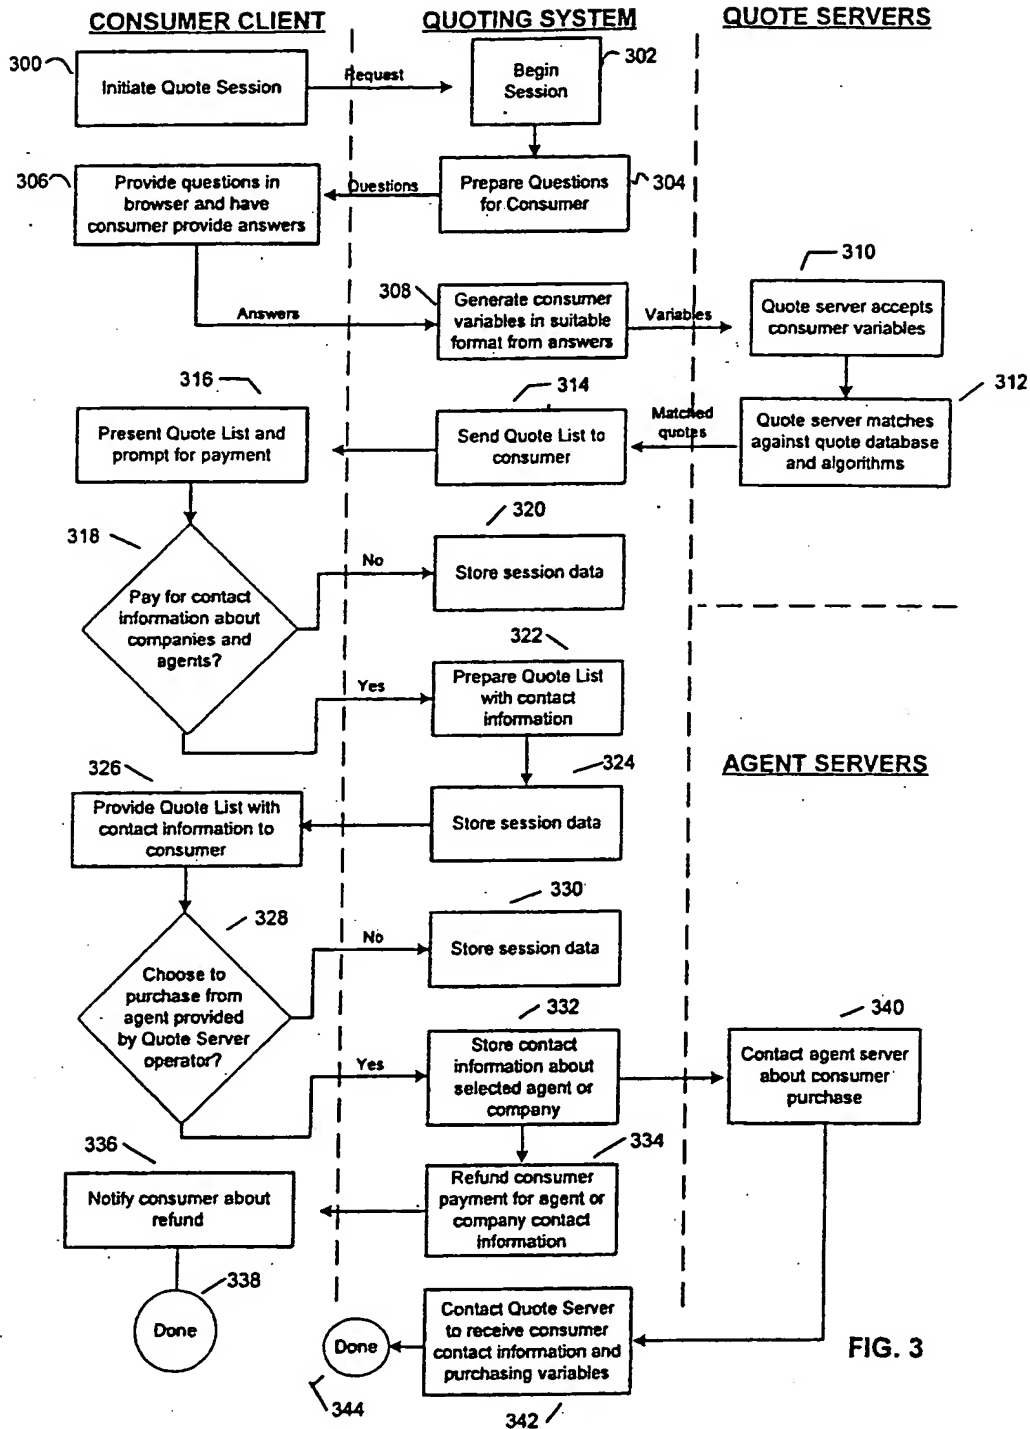 CONSUMER CLIENT
QUOTING SYSTEM
QUOTE SERVERS
300
Initiate Quote Session
Request
Begin
Session
302
306
Provide questions in
browser and have
consumer provide answers
Questions
Prepare Questions
for Consumer
304
310
308
Answers
Generate consumer
variables in suitable
format from answers
Variables
Quote server accepts
consumer variables
316
314
312
Present Quote List and
prompt for payment
Send Quote List to
consumer
Matched
quotes
Quote server matches
against quote database
and algorithms
320
318
No
Store session data
Pay for contact
information about
companies and
agents?
322
Yes
Prepare Quote List
with contact
information
326
324
AGENT SERVERS
Provide Quote List with
contact information to
consumer
Store session data
330
328
No
Store session data
Choose to
purchase from
agent provided
by Quote Server
operator?
332
340
Yes
Store contact
information about
selected agent or
company
Contact agent server
about consumer
purchase
336
334
Notify consumer about
refund
Refund consumer
payment for agent or
company contact
information
338
Done
Done
Contact Quote Server
to receive consumer
contact information and
purchasing variables
FIG. 3
344
342